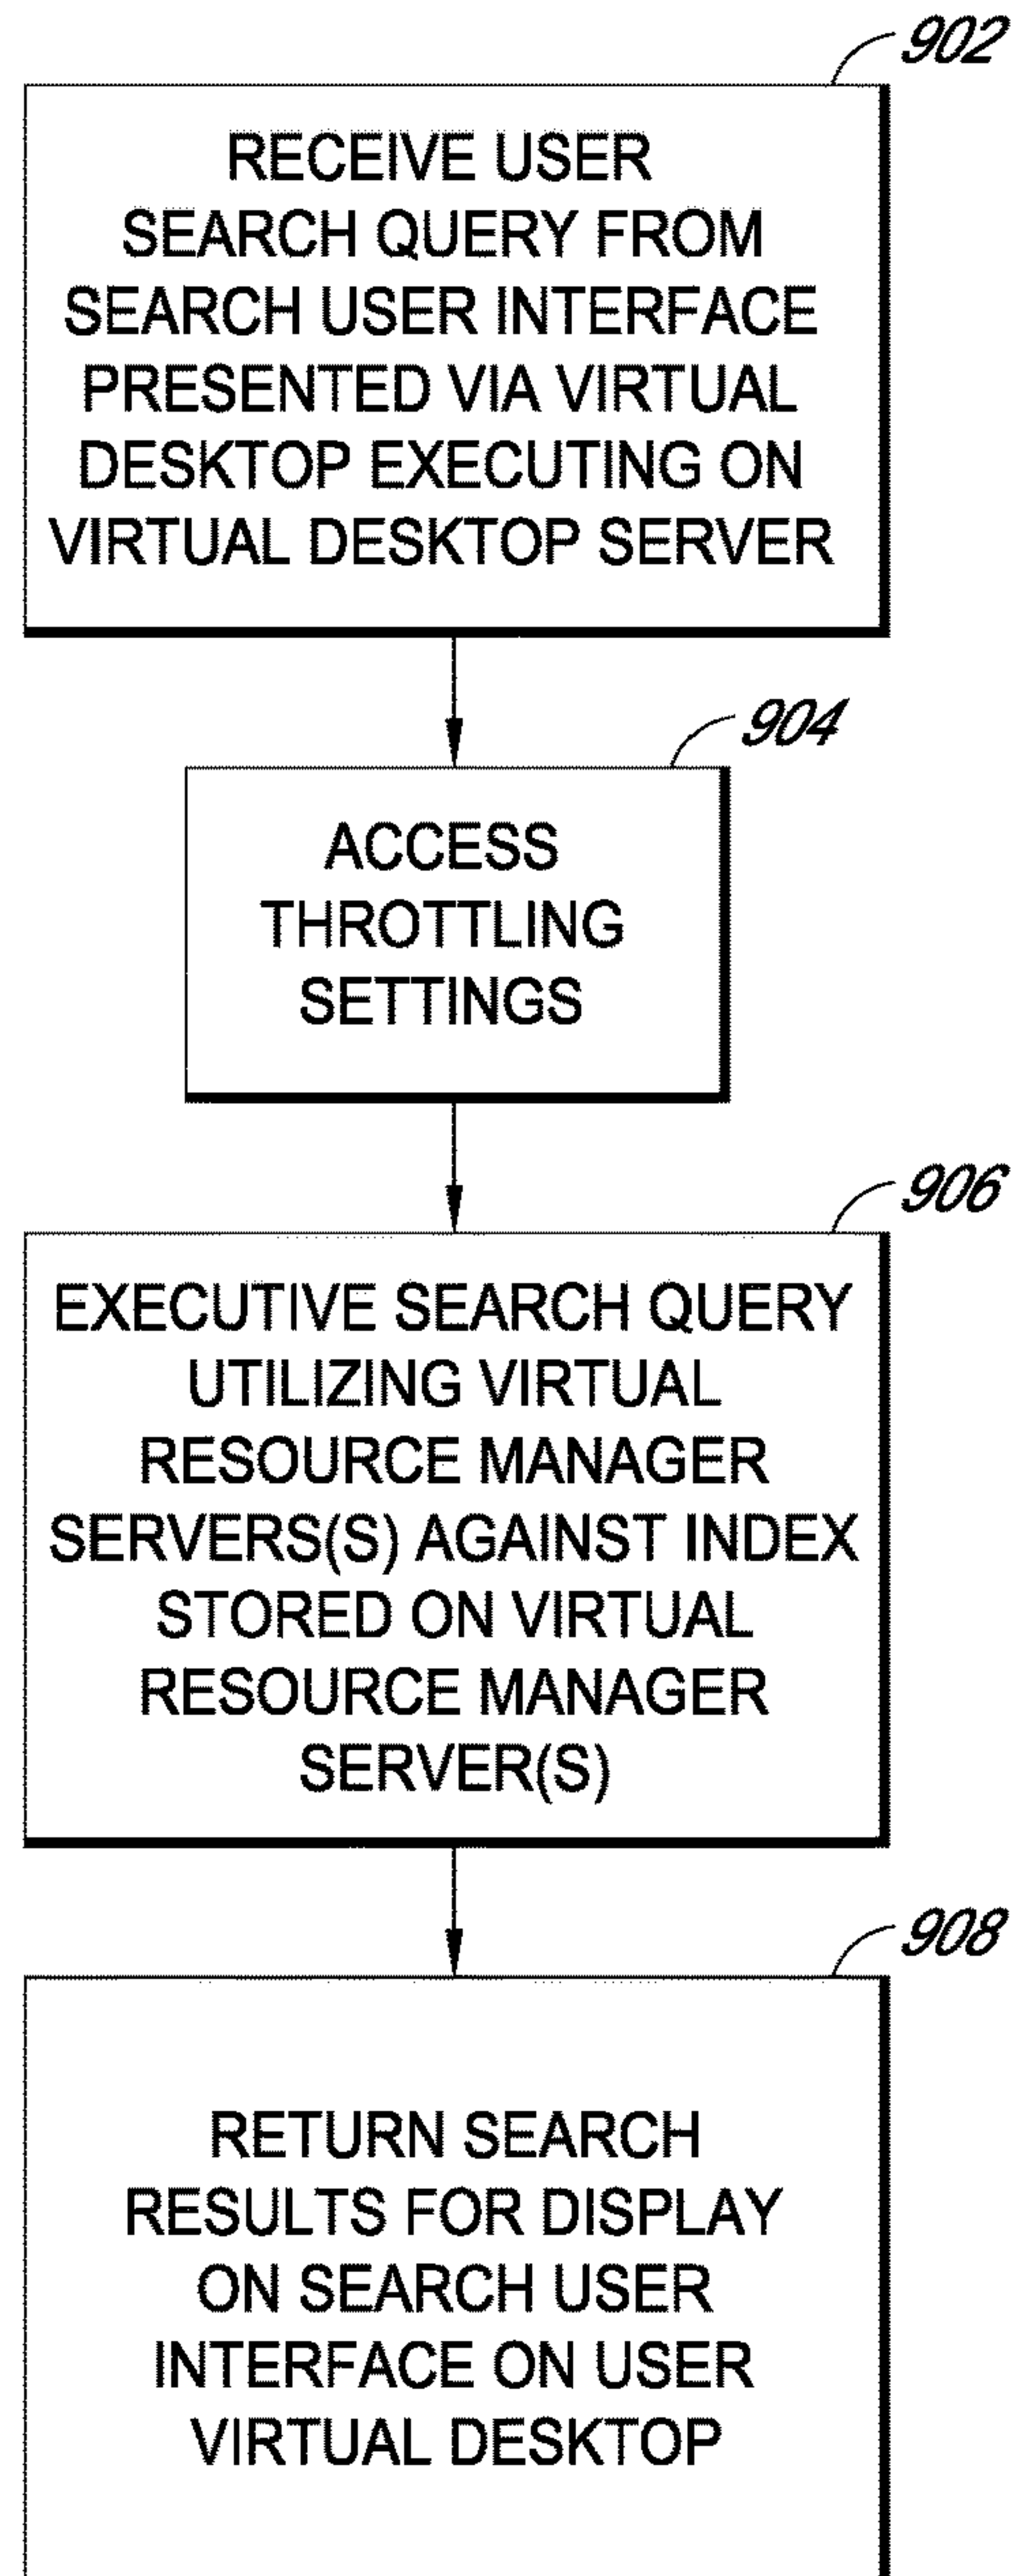 902
RECEIVE USER
SEARCH QUERY FROM
SEARCH USER INTERFACE
PRESENTED VIA VIRTUAL
DESKTOP EXECUTING ON
VIRTUAL DESKTOP SERVER
904
ACCESS
THROTTLING
SETTINGS
906
EXECUTIVE SEARCH QUERY
UTILIZING VIRTUAL
RESOURCE MANAGER
SERVERS(S) AGAINST INDEX
STORED ON VIRTUAL
RESOURCE MANAGER
SERVER(S)
908
RETURN SEARCH
RESULTS FOR DISPLAY
ON SEARCH USER
INTERFACE ON USER
VIRTUAL DESKTOP